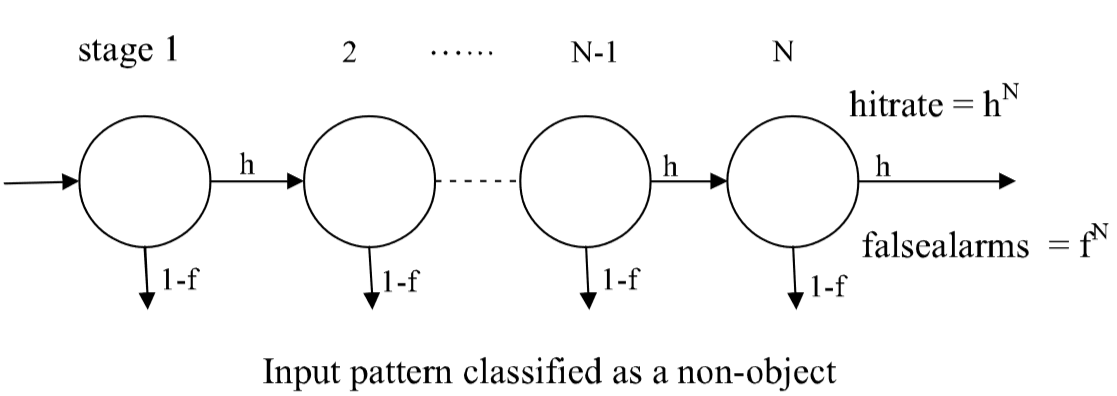 stage 1 2 ...... N-1 N
hitrate = h^N
h h h
falsealarms = f^N
1-f 1-f 1-f 1-f
Input pattern classified as a non-object